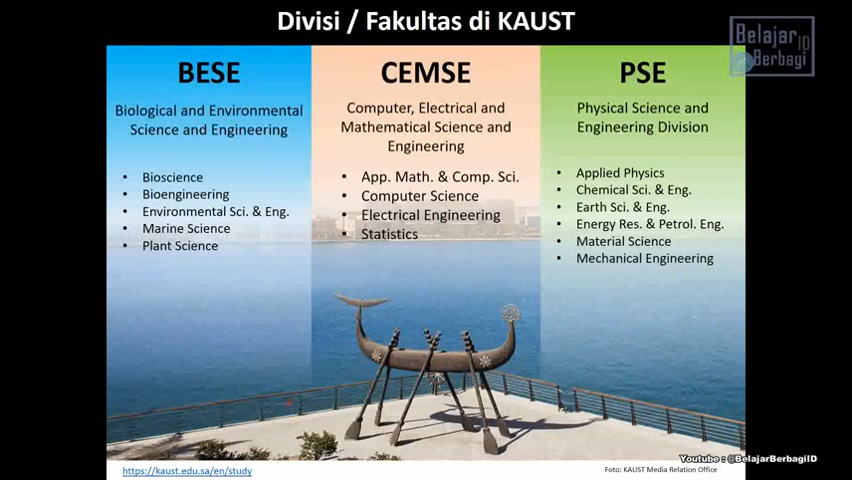 Divisi / Fakultas di KAUST
Belajar ID
Berbagi
BESE
Biological and Environmental
Science and Engineering
• Bioscience
• Bioengineering
• Environmental Sci. & Eng.
• Marine Science
• Plant Science
CEMSE
Computer, Electrical and
Mathematical Science and
Engineering
• App. Math. & Comp. Sci.
• Computer Science
• Electrical Engineering
• Statistics
PSE
Physical Science and
Engineering Division
• Applied Physics
• Chemical Sci. & Eng.
• Earth Sci. & Eng.
• Energy Res. & Petrol. Eng.
• Material Science
• Mechanical Engineering
Youtube : @BelajarBerbagiID
https://kaust.edu.sa/en/study
Foto: KAUST Media Relation Office